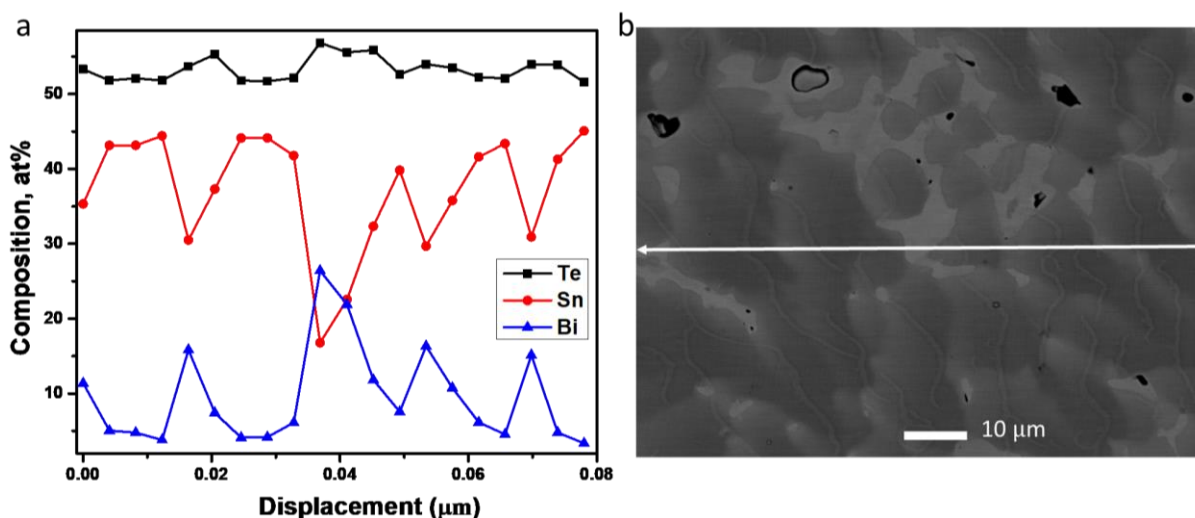 a
50
40
30
20
10
Composition, at%
Te
Sn
Bi
0.00
0.02
0.04
0.06
0.08
Displacement (μm)
b
10 μm